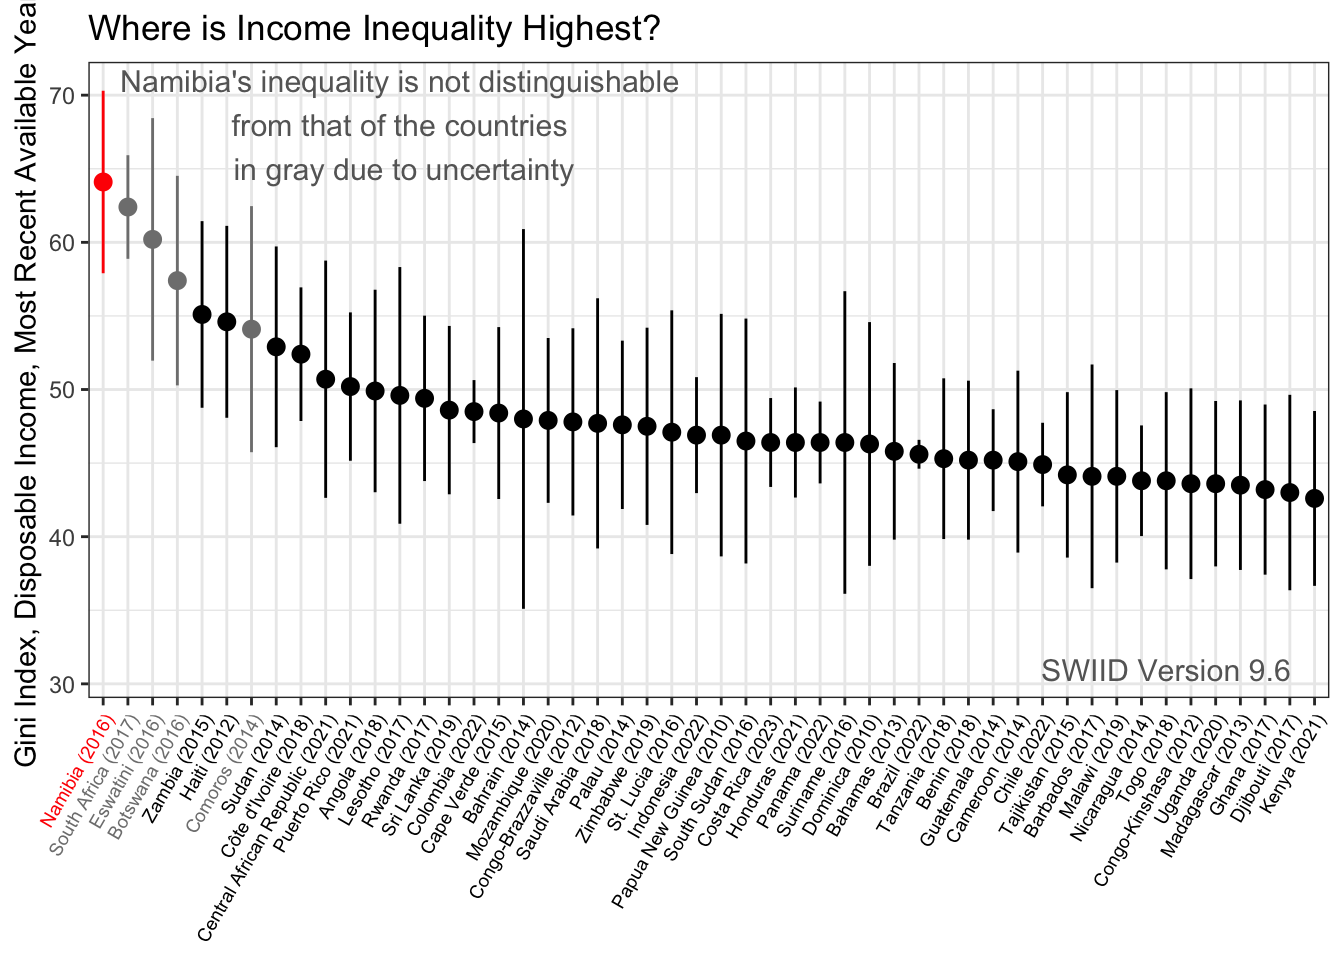 Where is Income Inequality Highest?
Gini Index, Disposable Income, Most Recent Available Yea
70
60
50
40
30
Namibia's inequality is not distinguishable
from that of the countries
in gray due to uncertainty
SWIID Version 9.6
Namibia (2016)
South Africa (2017)
Eswatini (2016)
Botswana (2016)
Zambia (2015)
Haiti (2012)
Comoros (2014)
Sudan (2014)
Côte d'Ivoire (2018)
Central African Republic (2021)
Puerto Rico (2021)
Angola (2018)
Lesotho (2017)
Rwanda (2017)
Sri Lanka (2019)
Colombia (2022)
Cape Verde (2015)
Bahrain (2014)
Mozambique (2020)
Congo-Brazzaville (2012)
Saudi Arabia (2018)
Palau (2014)
Zimbabwe (2019)
St. Lucia (2016)
Indonesia (2022)
Papua New Guinea (2010)
South Sudan (2016)
Costa Rica (2023)
Honduras (2021)
Panama (2022)
Suriname (2016)
Dominica (2010)
Bahamas (2013)
Brazil (2022)
Tanzania (2018)
Benin (2018)
Guatemala (2014)
Cameroon (2014)
Chile (2022)
Tajikistan (2015)
Barbados (2017)
Malawi (2019)
Nicaragua (2014)
Togo (2018)
Congo-Kinshasa (2012)
Uganda (2020)
Madagascar (2013)
Ghana (2017)
Djibouti (2017)
Kenya (2021)